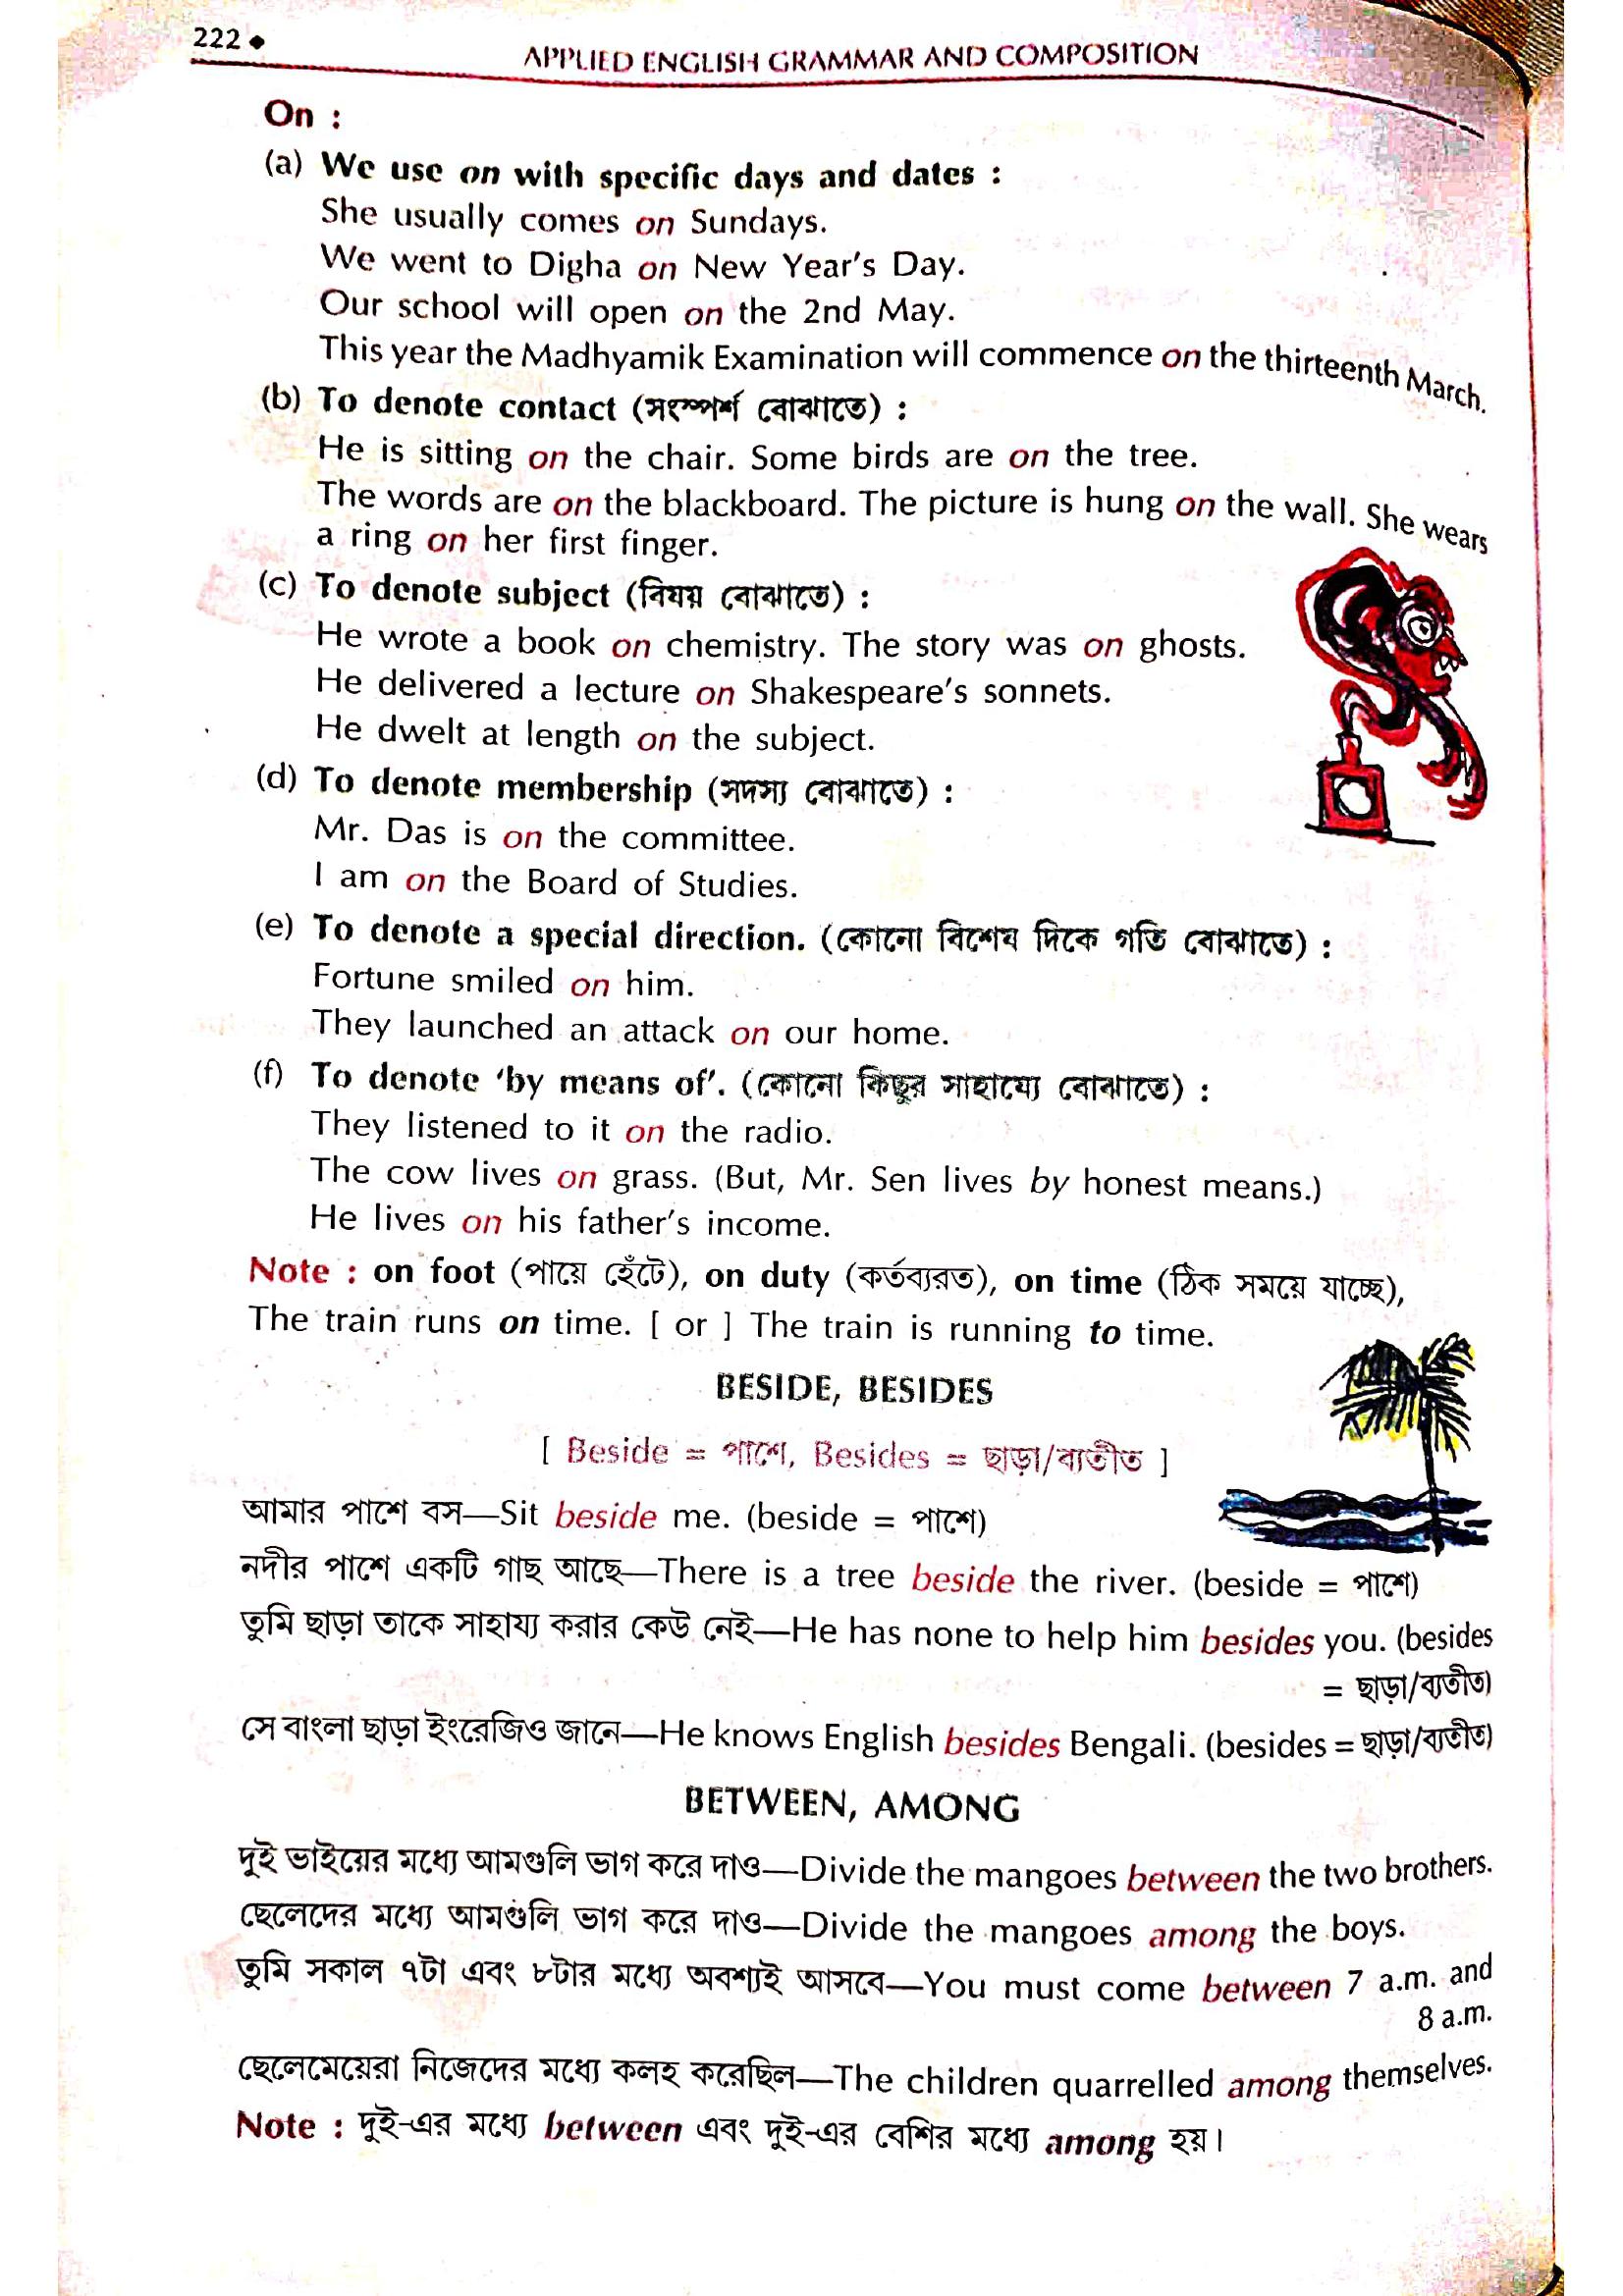 222 ◆
APPLIED ENGLISH GRAMMAR AND COMPOSITION
On :
(a) We use on with specific days and dates :
She usually comes on Sundays.
We went to Digha on New Year's Day.
Our school will open on the 2nd May.
This year the Madhyamik Examination will commence on the thirteenth March.
(b) To denote contact (সংস্পর্শ বোঝাতে) :
He is sitting on the chair. Some birds are on the tree.
The words are on the blackboard. The picture is hung on the wall. She wears
a ring on her first finger.
(c) To denote subject (বিষয় বোঝাতে) :
He wrote a book on chemistry. The story was on ghosts.
He delivered a lecture on Shakespeare's sonnets.
He dwelt at length on the subject.
(d) To denote membership (সদস্য বোঝাতে) :
Mr. Das is on the committee.
I am on the Board of Studies.
(e) To denote a special direction. (কোনো বিশেষ দিকে গতি বোঝাতে) :
Fortune smiled on him.
They launched an attack on our home.
(f) To denote 'by means of'. (কোনো কিছুর সাহায্যে বোঝাতে) :
They listened to it on the radio.
The cow lives on grass. (But, Mr. Sen lives by honest means.)
He lives on his father's income.
Note : on foot (পায়ে হেঁটে), on duty (কর্তব্যরত), on time (ঠিক সময়ে যাচ্ছে),
The train runs on time. [ or ] The train is running to time.
BESIDE, BESIDES
[ Beside = পাশে, Besides = ছাড়া/ব্যতীত ]
আমার পাশে বস—Sit beside me. (beside = পাশে)
নদীর পাশে একটি গাছ আছে—There is a tree beside the river. (beside = পাশে)
তুমি ছাড়া তাকে সাহায্য করার কেউ নেই—He has none to help him besides you. (besides
= ছাড়া/ব্যতীত)
সে বাংলা ছাড়া ইংরেজিও জানে—He knows English besides Bengali. (besides = ছাড়া/ব্যতীত)
BETWEEN, AMONG
দুই ভাইয়ের মধ্যে আমগুলি ভাগ করে দাও—Divide the mangoes between the two brothers.
ছেলেদের মধ্যে আমগুলি ভাগ করে দাও—Divide the mangoes among the boys.
তুমি সকাল ৭টা এবং ৮টার মধ্যে অবশ্যই আসবে—You must come between 7 a.m. and
8 a.m.
ছেলেমেয়েরা নিজেদের মধ্যে কলহ করেছিল—The children quarrelled among themselves.
Note : দুই-এর মধ্যে between এবং দুই-এর বেশির মধ্যে among হয়।